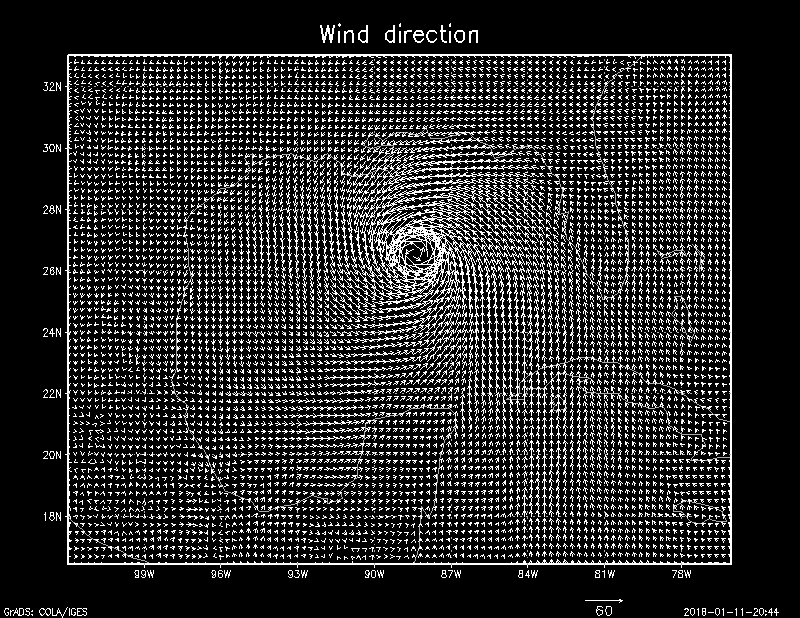 Wind direction
32N
30N
28N
26N
24N
22N
20N
18N
99W 96W 93W 90W 87W 84W 81W 78W
60
GrADS: COLA/IGES 2018-01-11-20:44